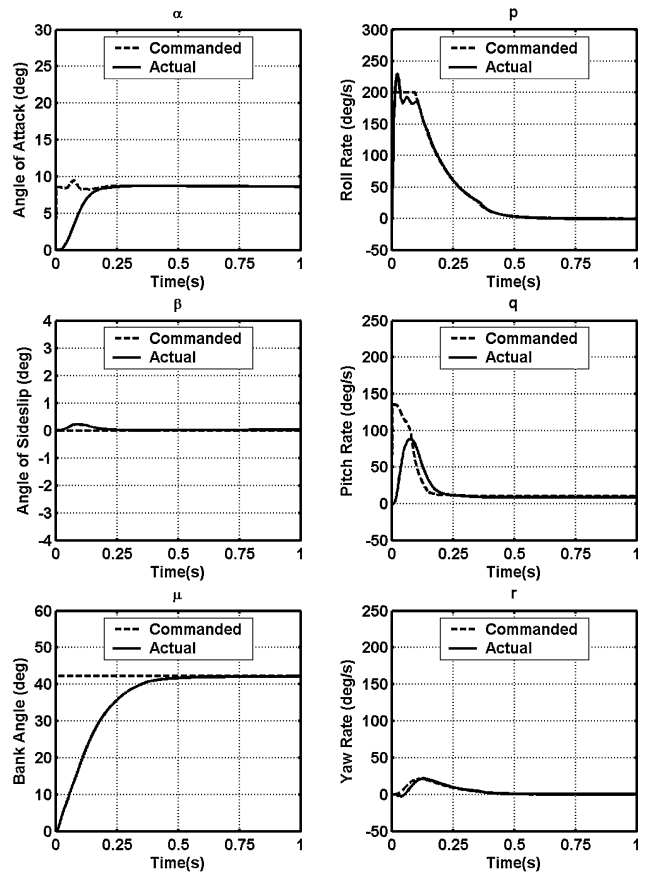 α
30
25
20
15
10
5
0
Angle of Attack (deg)
Commanded
Actual
0 0.25 0.5 0.75 1
Time(s)
p
300
250
200
150
100
50
0
-50
Roll Rate (deg/s)
Commanded
Actual
0 0.25 0.5 0.75 1
Time(s)
β
4
3
2
1
0
-1
-2
-3
-4
Angle of Sideslip (deg)
Commanded
Actual
0 0.25 0.5 0.75 1
Time(s)
q
250
200
150
100
50
0
-50
Pitch Rate (deg/s)
Commanded
Actual
0 0.25 0.5 0.75 1
Time(s)
μ
60
50
40
30
20
10
0
Bank Angle (deg)
Commanded
Actual
0 0.25 0.5 0.75 1
Time(s)
r
250
200
150
100
50
0
-50
Yaw Rate (deg/s)
Commanded
Actual
0 0.25 0.5 0.75 1
Time(s)